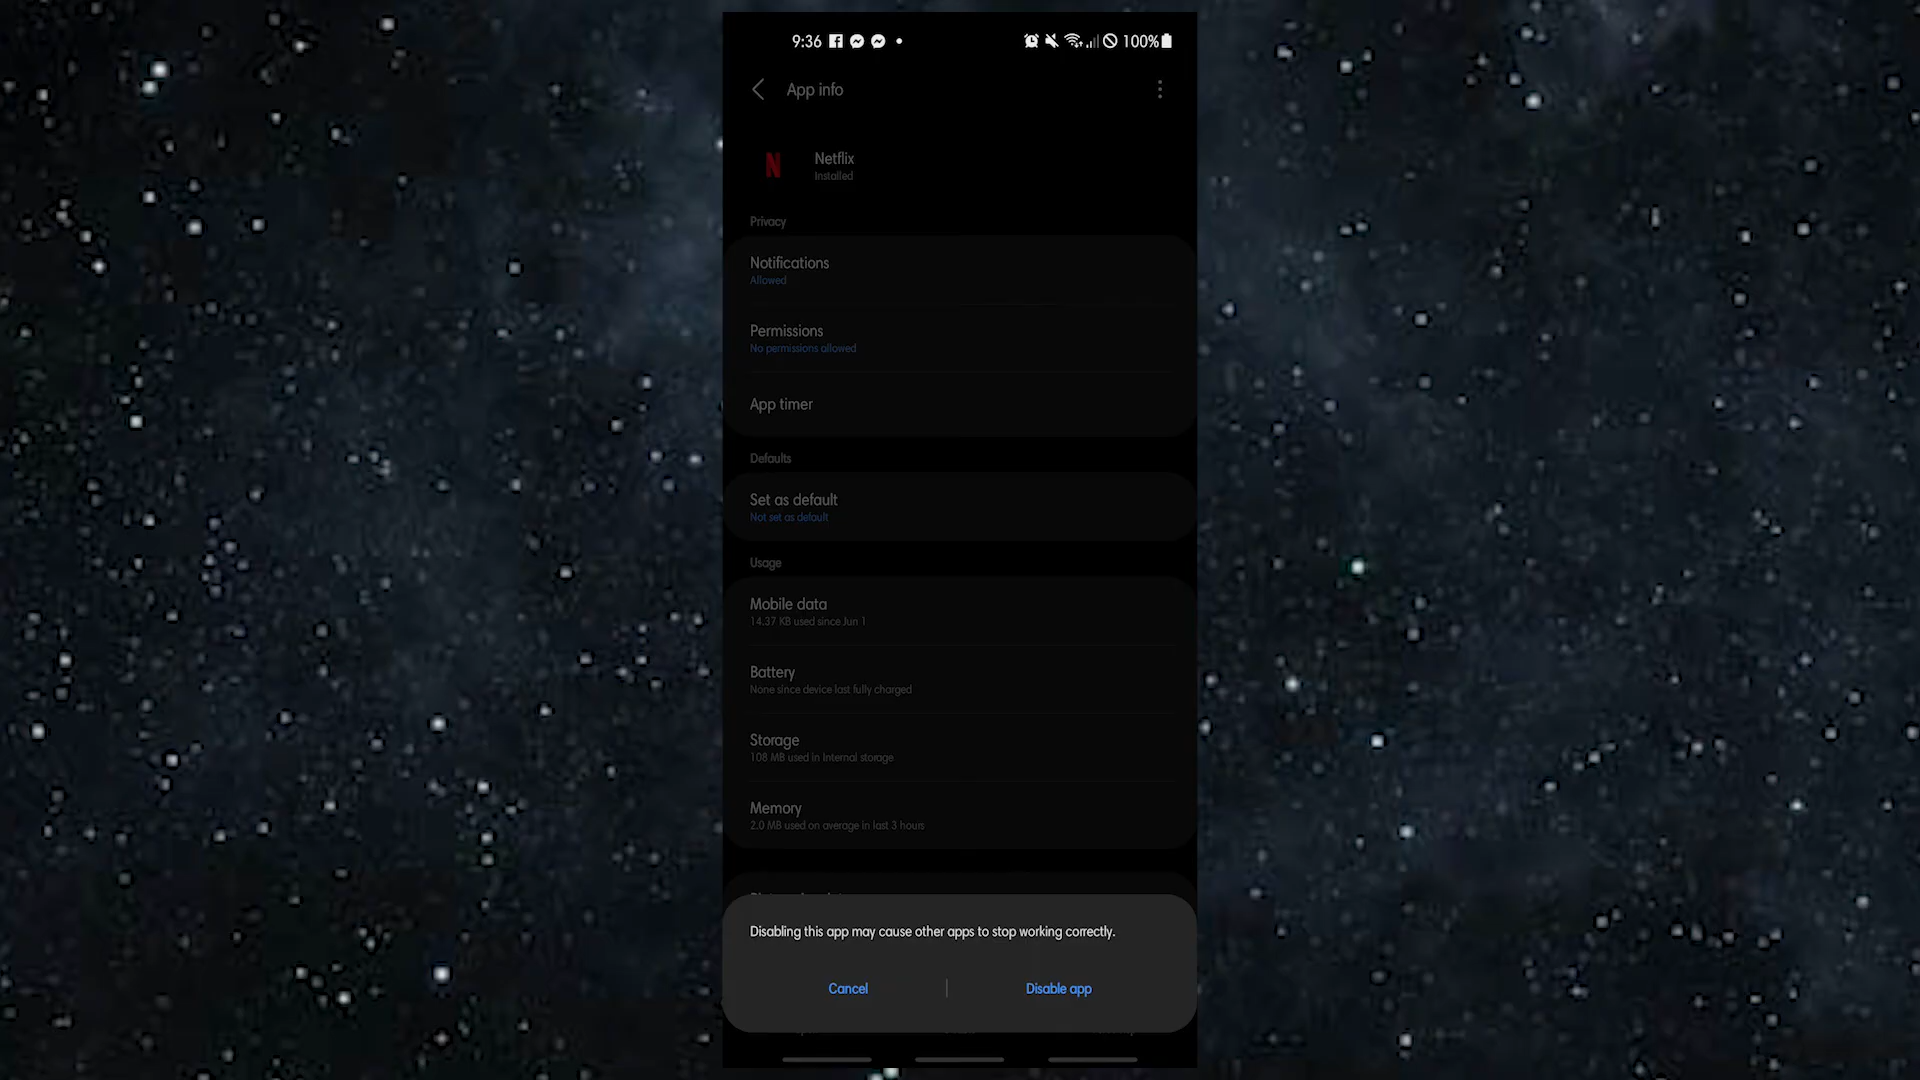 9:36 100%
App info
N
Netflix
Installed
Privacy
Notifications
Allowed
Permissions
No permissions allowed
App timer
Defaults
Set as default
Not set as default
Usage
Mobile data
14.37 KB used since Jun 1
Battery
None since device last fully charged
Storage
108 MB used in Internal storage
Memory
2.0 MB used on average in last 3 hours
Disabling this app may cause other apps to stop working correctly.
Cancel
Disable app